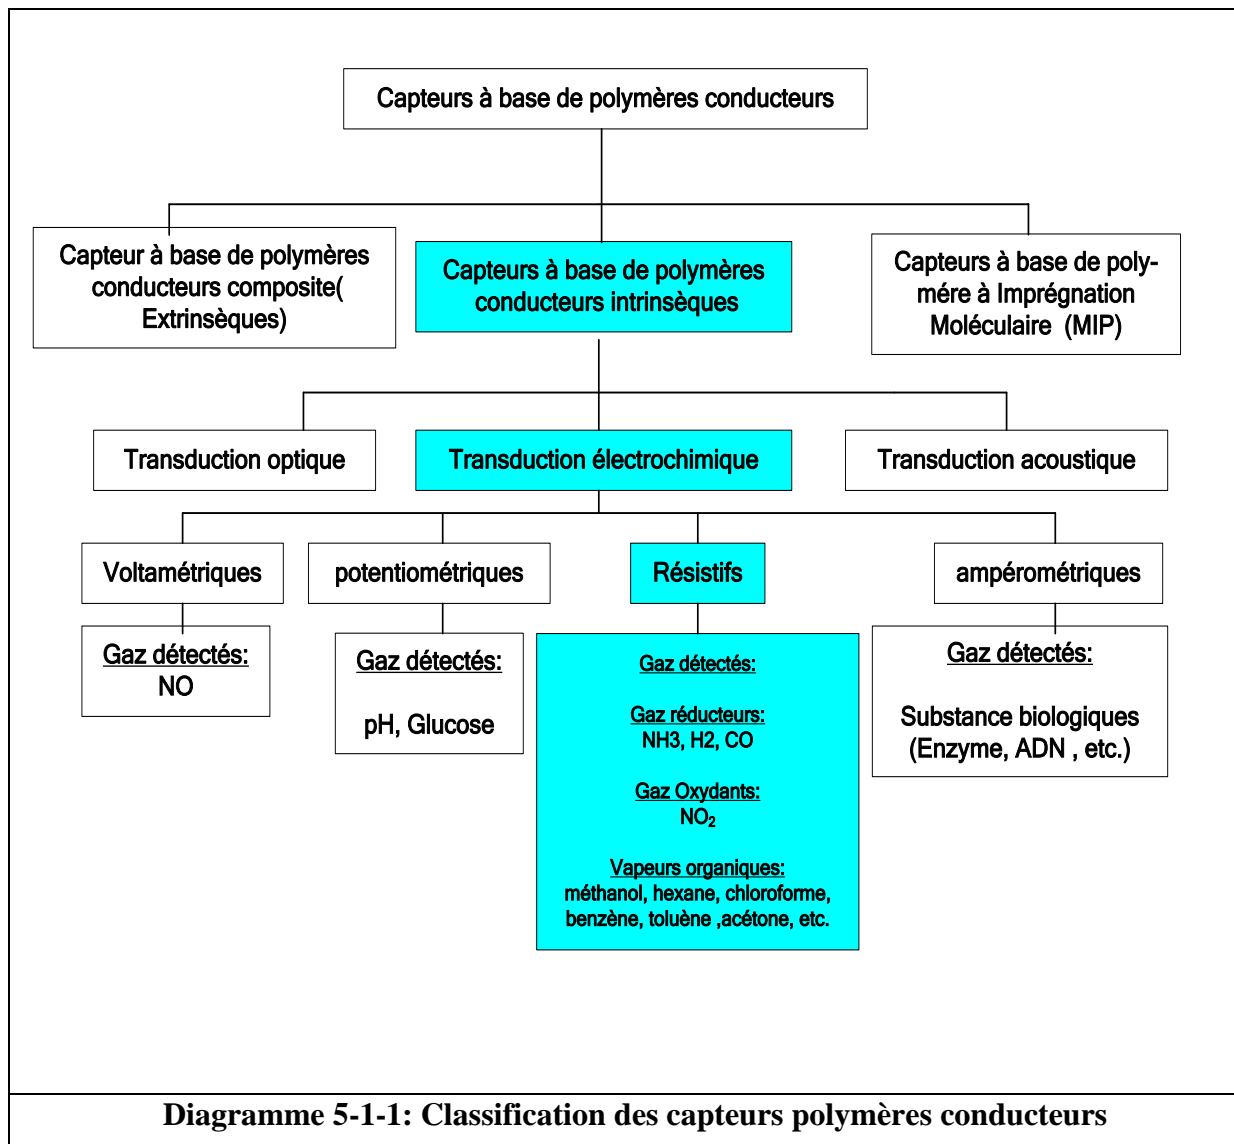 Capteurs à base de polymères conducteurs
Capteur à base de polymères
conducteurs composite(
Extrinsèques)
Capteurs à base de polymères
conducteurs intrinsèques
Capteurs à base de poly-
mére à Imprégnation
Moléculaire (MIP)
Transduction optique
Transduction électrochimique
Transduction acoustique
Voltamétriques
potentiométriques
Résistifs
ampérométriques
Gaz détectés:
NO
Gaz détectés:
pH, Glucose
Gaz détectés:
Gaz réducteurs:
NH3, H2, CO
Gaz Oxydants:
NO₂
Vapeurs organiques:
méthanol, hexane, chloroforme,
benzène, toluène ,acétone, etc.
Gaz détectés:
Substance biologiques
(Enzyme, ADN , etc.)
Diagramme 5-1-1: Classification des capteurs polymères conducteurs